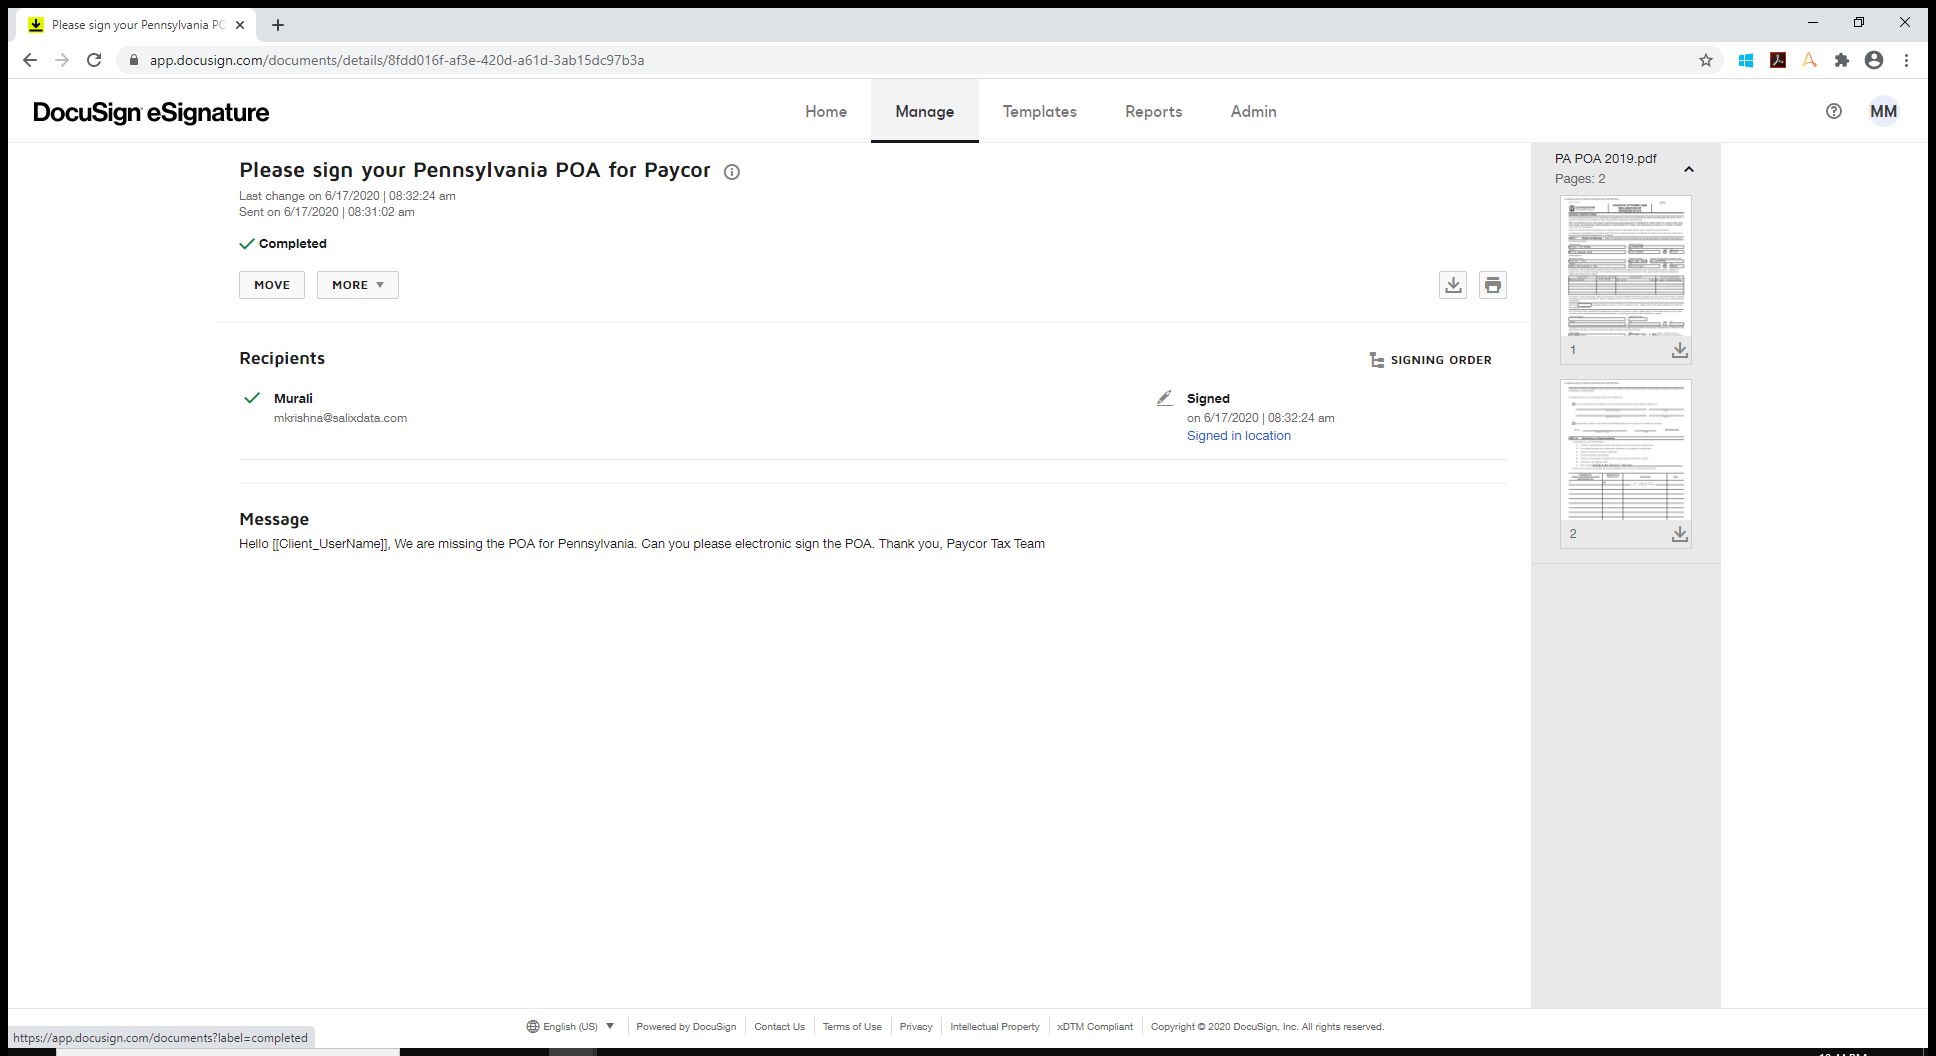 Please sign your Pennsylvania PO
app.docusign.com/documents/details/8fdd016f-af3e-420d-a61d-3ab15dc97b3a
DocuSign eSignature
Home
Manage
Templates
Reports
Admin
MM
Please sign your Pennsylvania POA for Paycor
Last change on 6/17/2020 | 08:32:24 am
Sent on 6/17/2020 | 08:31:02 am
Completed
MOVE
MORE
PA POA 2019.pdf
Pages: 2
1
2
Recipients
SIGNING ORDER
Murali
mkrishna@salixdata.com
Signed
on 6/17/2020 | 08:32:24 am
Signed in location
Message
Hello [[Client_UserName]], We are missing the POA for Pennsylvania. Can you please electronic sign the POA. Thank you, Paycor Tax Team
English (US)
Powered by DocuSign
Contact Us
Terms of Use
Privacy
Intellectual Property
xDTM Compliant
Copyright © 2020 DocuSign, Inc. All rights reserved.
https://app.docusign.com/documents?label=completed